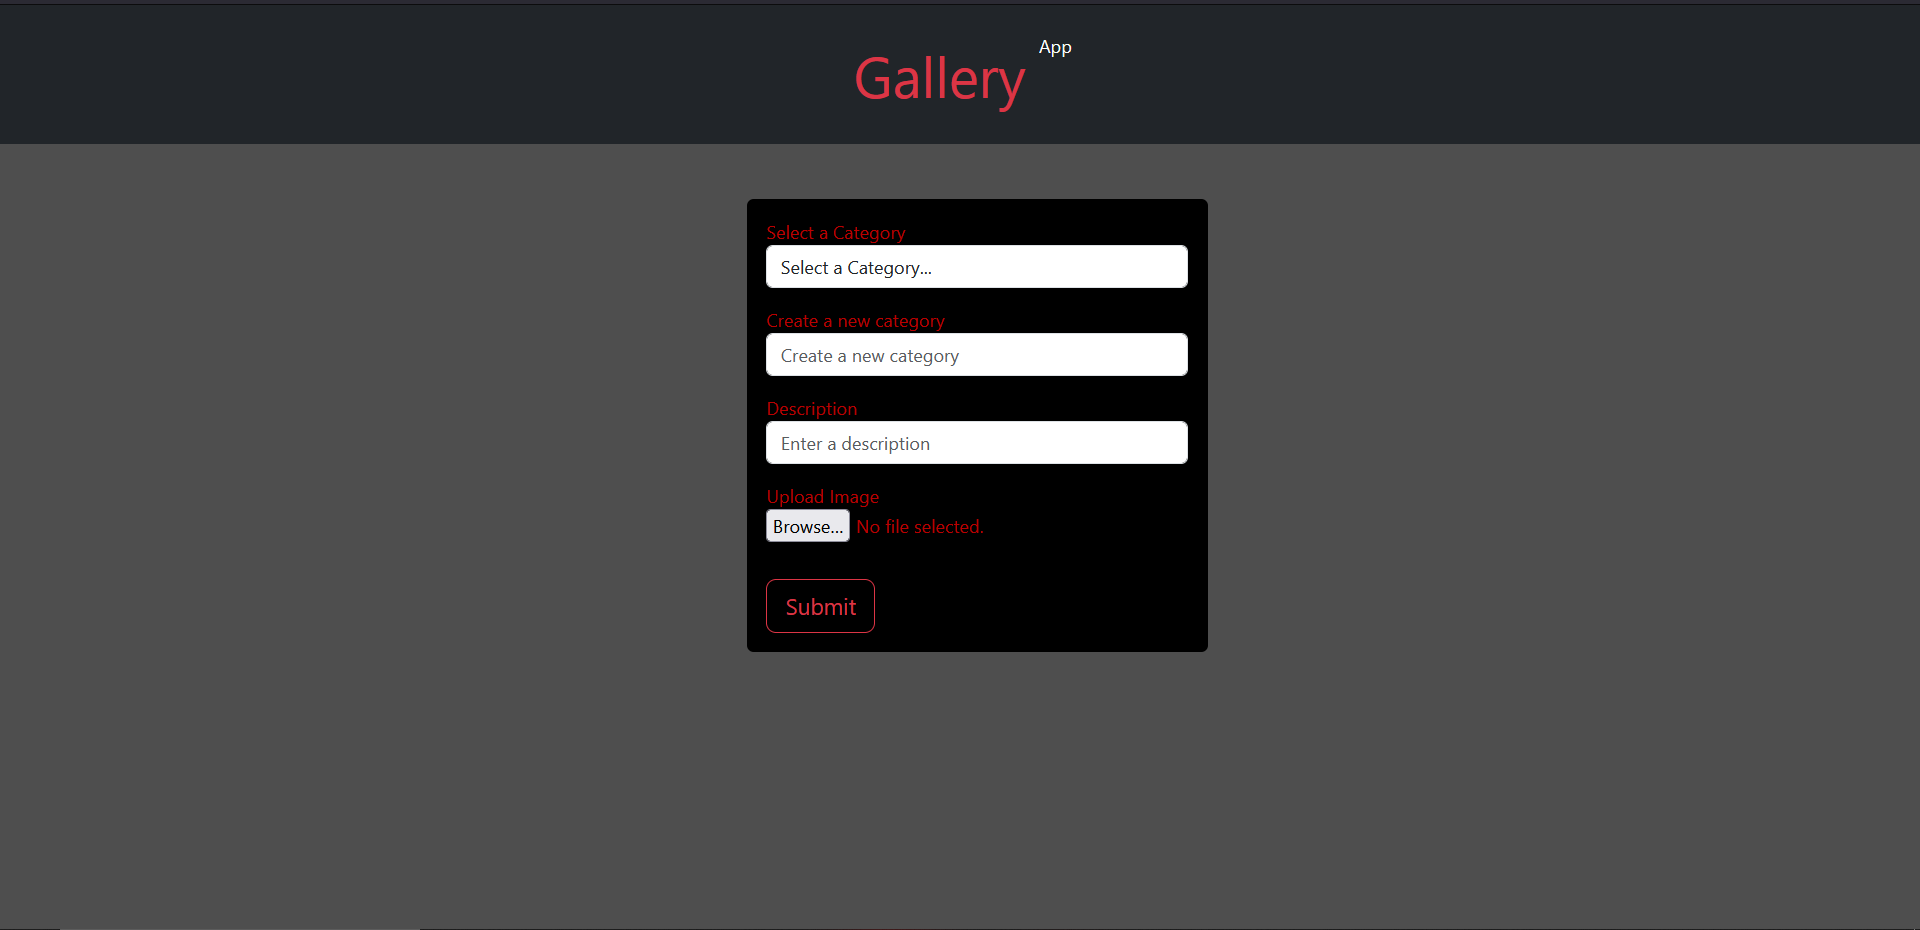 Gallery App
Select a Category
Select a Category...
Create a new category
Create a new category
Description
Enter a description
Upload Image
Browse... No file selected.
Submit